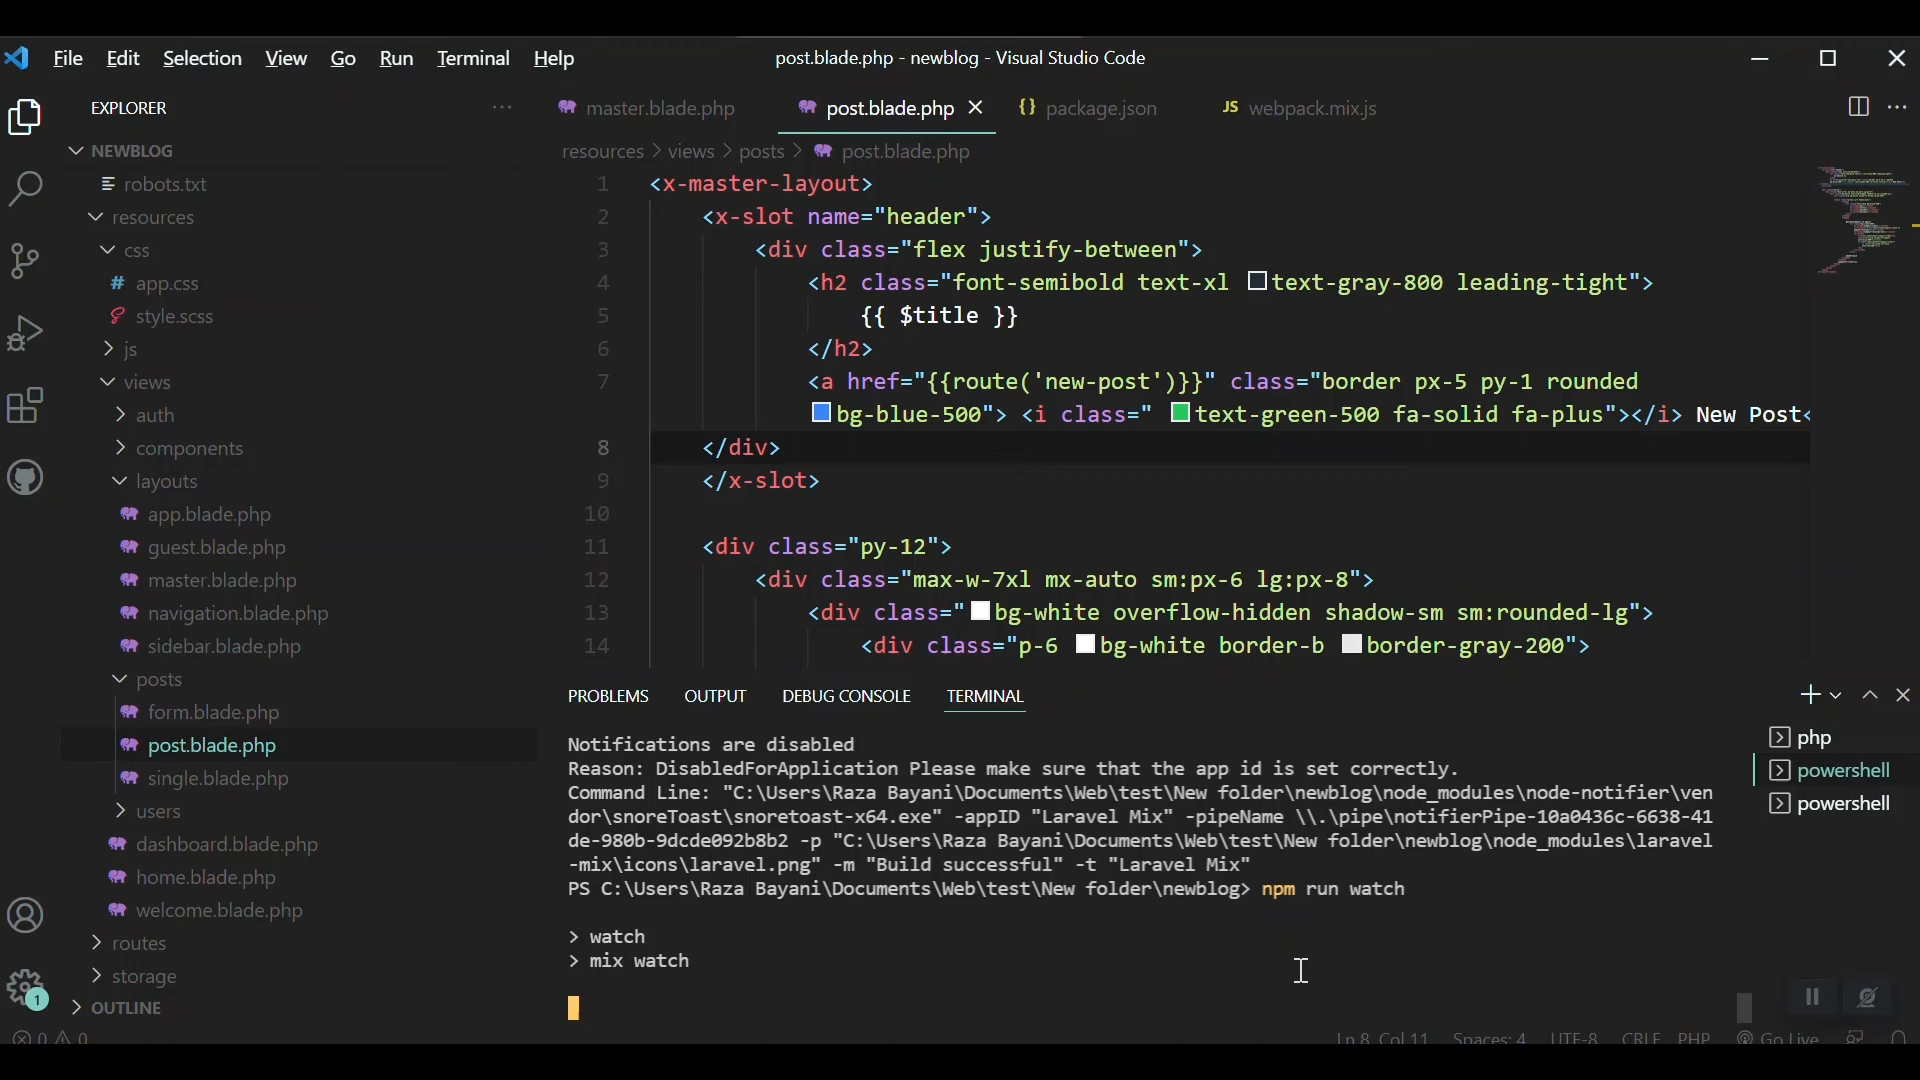 File Edit Selection View Go Run Terminal Help
post.blade.php - newblog - Visual Studio Code
EXPLORER
NEWBLOG
robots.txt
resources
css
app.css
style.scss
js
views
auth
components
layouts
app.blade.php
guest.blade.php
master.blade.php
navigation.blade.php
sidebar.blade.php
posts
form.blade.php
post.blade.php
single.blade.php
users
dashboard.blade.php
home.blade.php
welcome.blade.php
routes
storage
OUTLINE
master.blade.php post.blade.php package.json JS webpack.mix.js
resources > views > posts > post.blade.php
1 <x-master-layout>
2 <x-slot name="header">
3 <div class="flex justify-between">
4 <h2 class="font-semibold text-xl text-gray-800 leading-tight">
5 {{ $title }}
6 </h2>
7 <a href="{{route('new-post')}}" class="border px-5 py-1 rounded
bg-blue-500"> <i class=" text-green-500 fa-solid fa-plus"></i> New Post<
8 </div>
9 </x-slot>
10
11 <div class="py-12">
12 <div class="max-w-7xl mx-auto sm:px-6 lg:px-8">
13 <div class=" bg-white overflow-hidden shadow-sm sm:rounded-lg">
14 <div class="p-6 bg-white border-b border-gray-200">
PROBLEMS OUTPUT DEBUG CONSOLE TERMINAL
Notifications are disabled
Reason: DisabledForApplication Please make sure that the app id is set correctly.
Command Line: "C:\Users\Raza Bayani\Documents\Web\test\New folder\newblog\node_modules\node-notifier\ven
dor\snoreToast\snoretoast-x64.exe" -appID "Laravel Mix" -pipeName \\.\pipe\notifierPipe-10a0436c-6638-41
de-980b-9dcde092b8b2 -p "C:\Users\Raza Bayani\Documents\Web\test\New folder\newblog\node_modules\laravel
-mix\icons\laravel.png" -m "Build successful" -t "Laravel Mix"
PS C:\Users\Raza Bayani\Documents\Web\test\New folder\newblog> npm run watch
> watch
> mix watch
php
powershell
powershell
1
0 0
Ln 8, Col 11 Spaces: 4 UTF-8 CRLF PHP Go Live